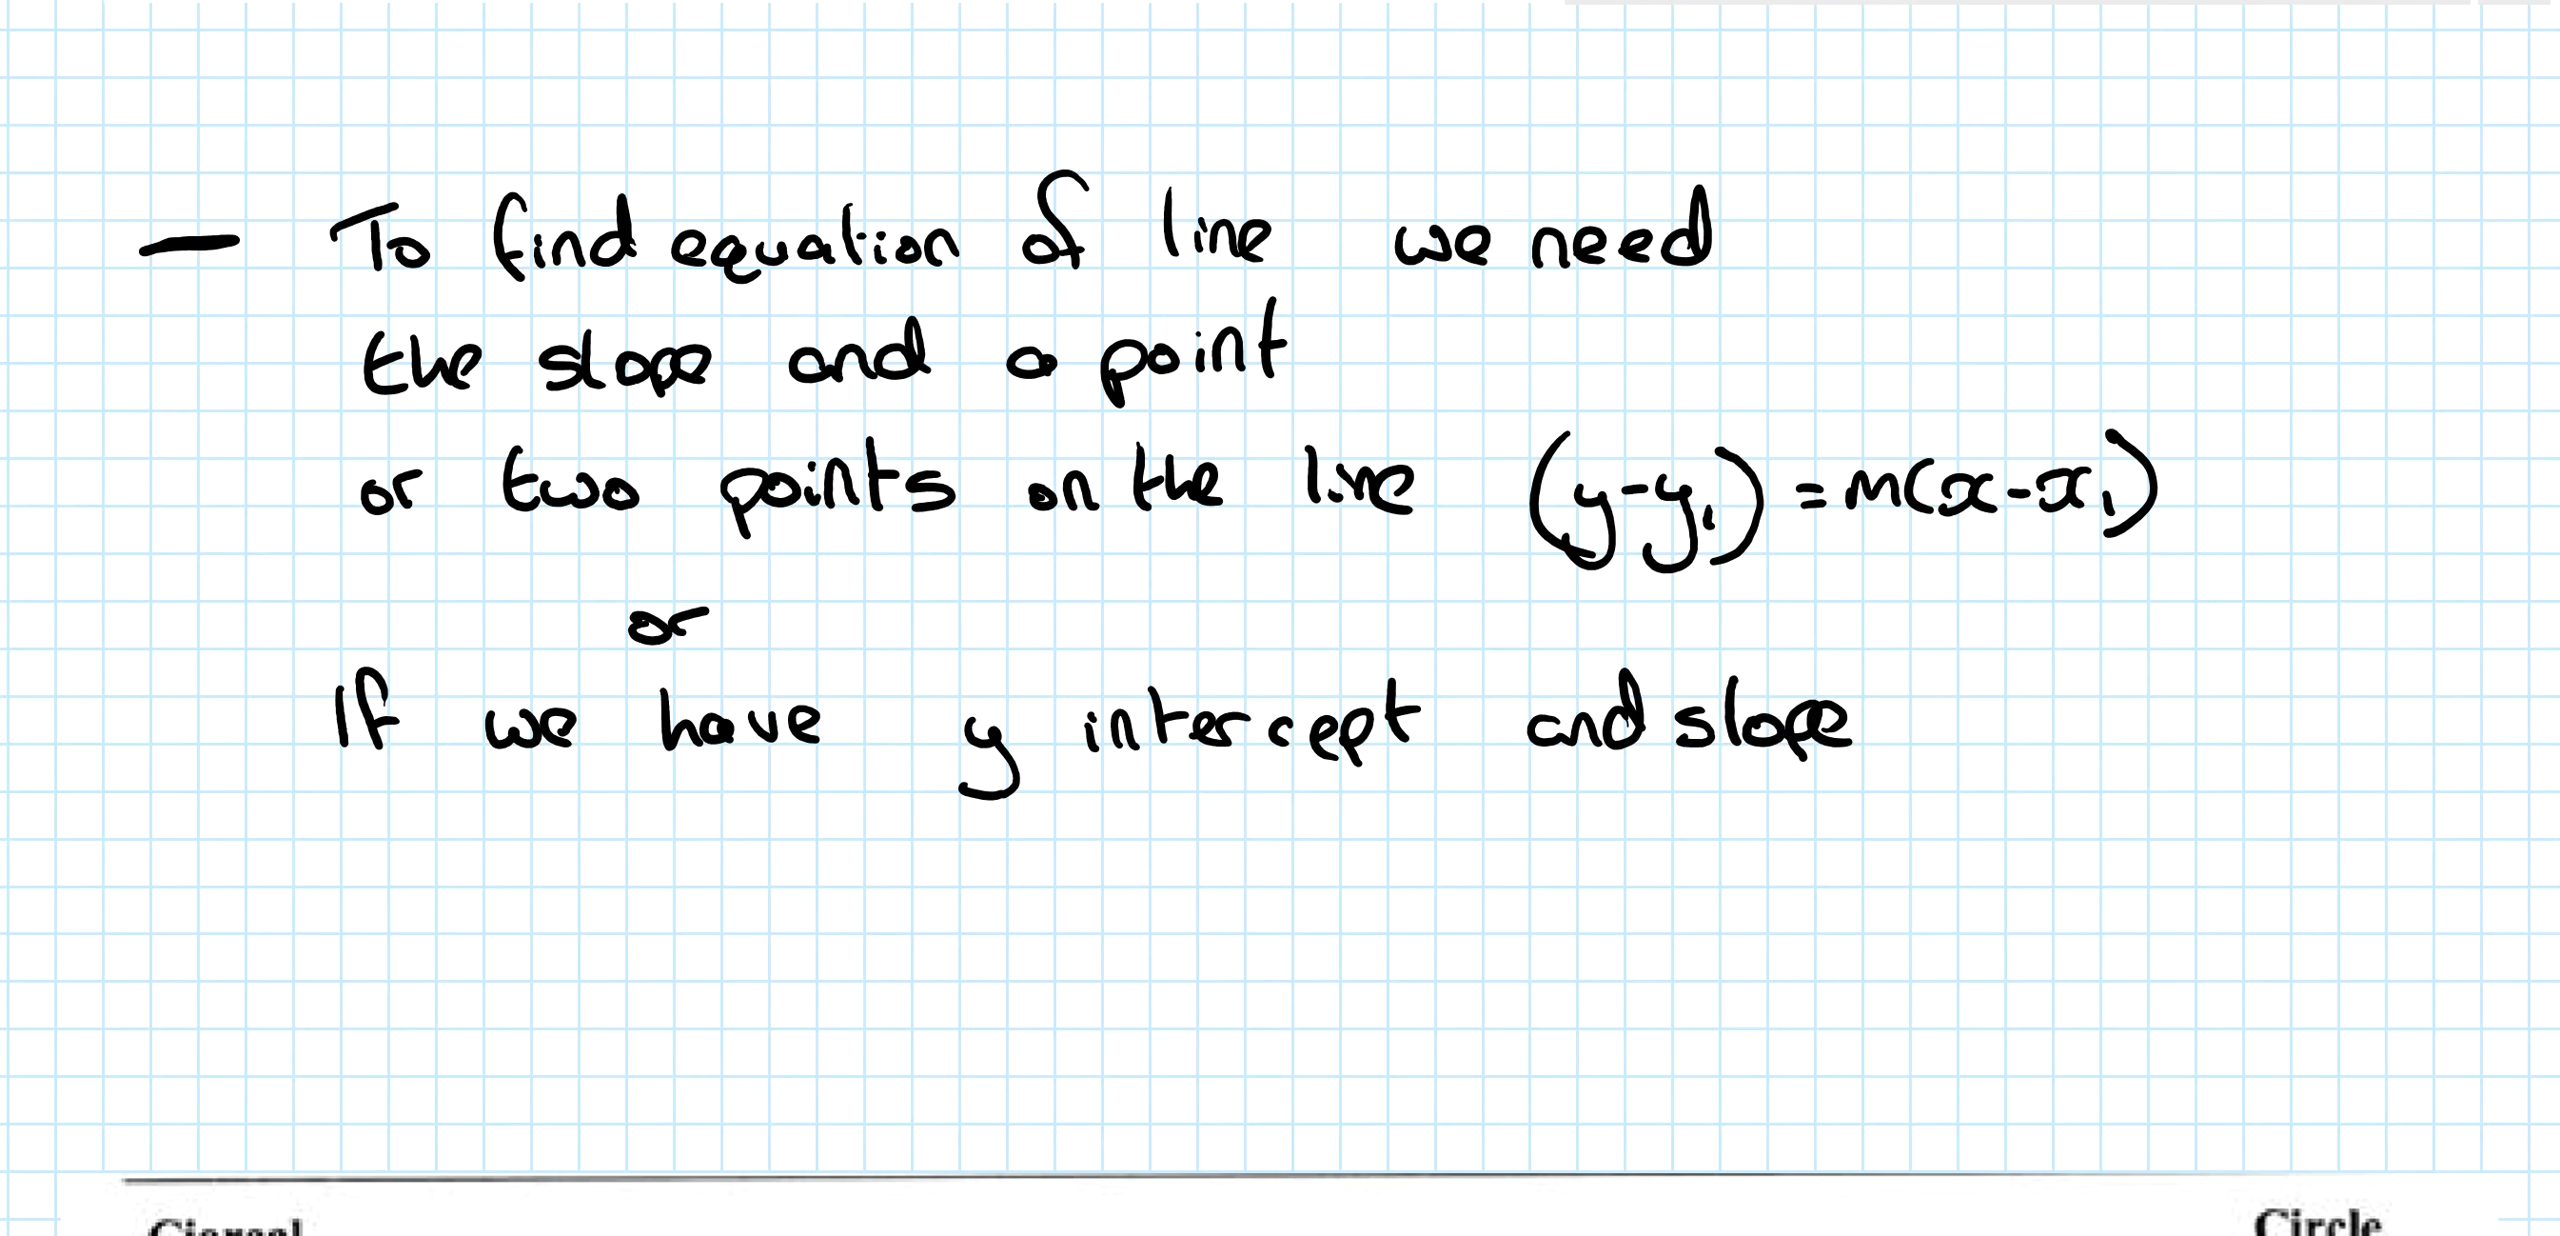 — To find equation of line we need
the slope and a point
or two points on the line (y-y₁) = m(x-x₁)
or
If we have y intercept and slope
Ciorcal Circle